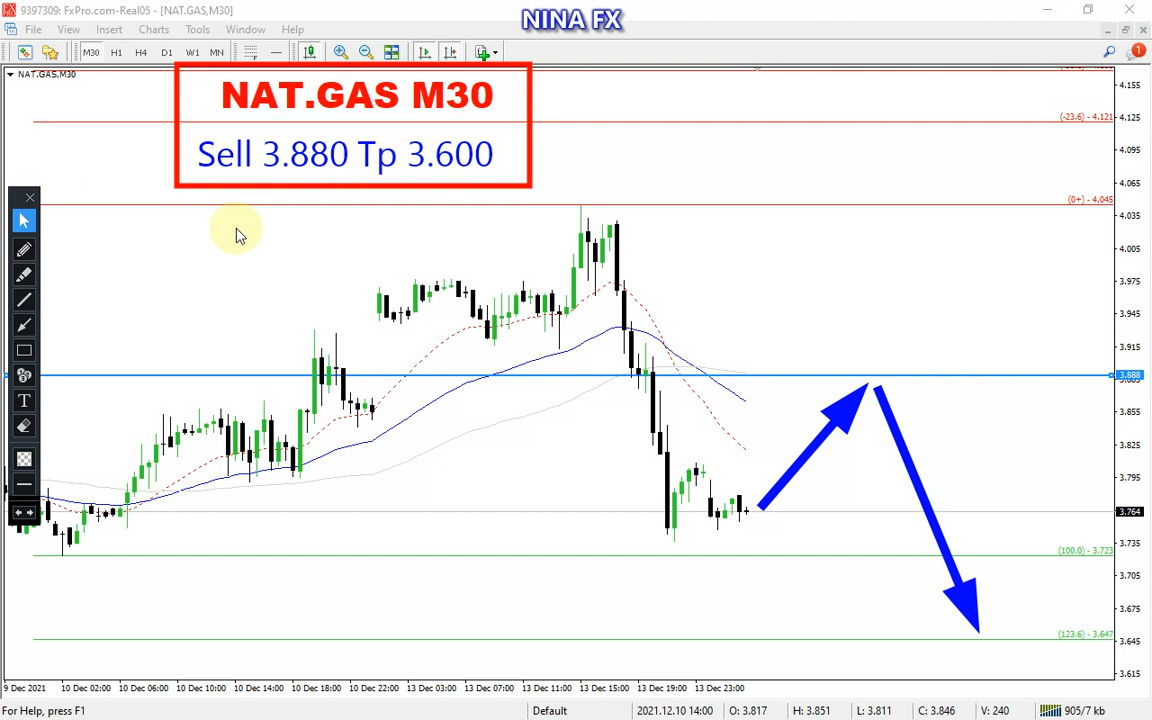 9397309: FxPro.com-Real05 - [NAT.GAS,M30]
NINA FX
File View Insert Charts Tools Window Help
M30 H1 H4 D1 W1 MN
1
NAT.GAS,M30
NAT.GAS M30
Sell 3.880 Tp 3.600
4.155
(-23.6) - 4.121
4.125
4.095
4.065
(0+) - 4.045
4.035
4.005
3.975
3.945
3.915
3.888
3.855
3.825
3.795
3.764
3.735
(100.0) - 3.723
3.705
3.675
(123.6) - 3.647
3.645
3.615
T
9 Dec 2021 10 Dec 02:00 10 Dec 06:00 10 Dec 10:00 10 Dec 14:00 10 Dec 18:00 10 Dec 22:00 13 Dec 03:00 13 Dec 07:00 13 Dec 11:00 13 Dec 15:00 13 Dec 19:00 13 Dec 23:00
For Help, press F1 Default 2021.12.10 14:00 O: 3.817 H: 3.851 L: 3.811 C: 3.846 V: 240 905/7 kb